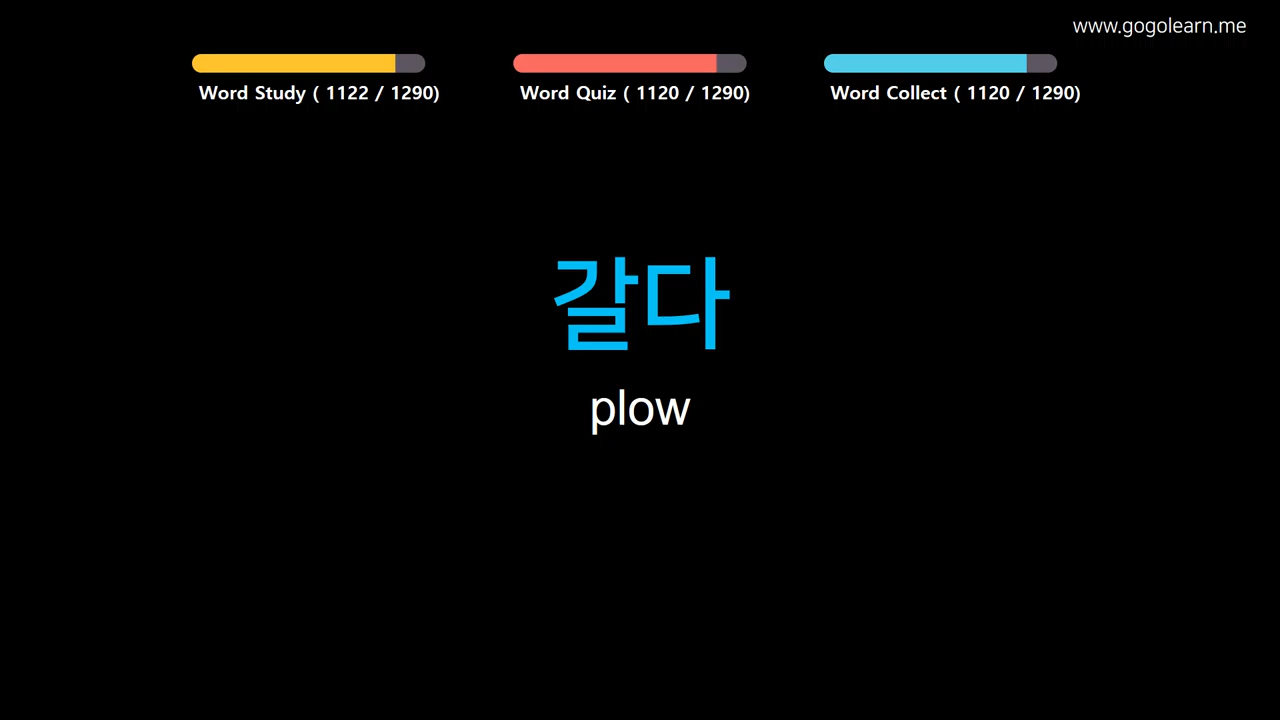 www.gogolearn.me
Word Study ( 1122 / 1290)
Word Quiz ( 1120 / 1290)
Word Collect ( 1120 / 1290)
갈다
plow